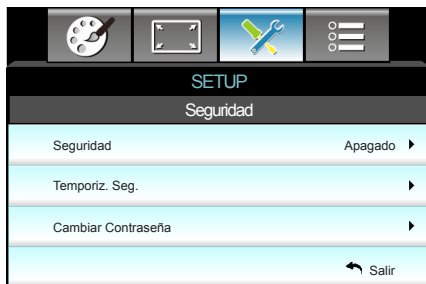 SETUP
Seguridad
Seguridad Apagado
Temporiz. Seg.
Cambiar Contraseña
Salir